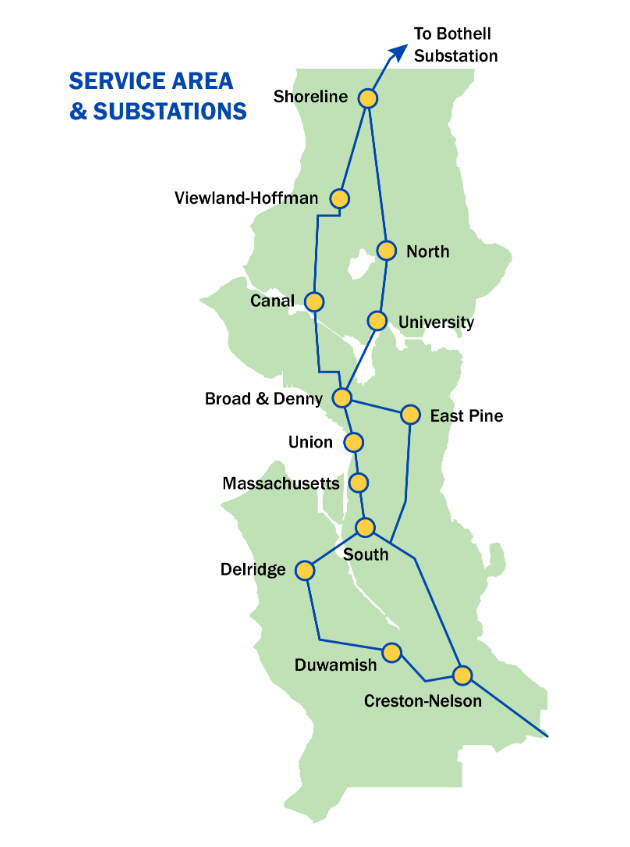 To Bothell
Substation
SERVICE AREA
& SUBSTATIONS
Shoreline
Viewland-Hoffman
North
Canal
University
Broad & Denny
East Pine
Union
Massachusetts
South
Delridge
Duwamish
Creston-Nelson